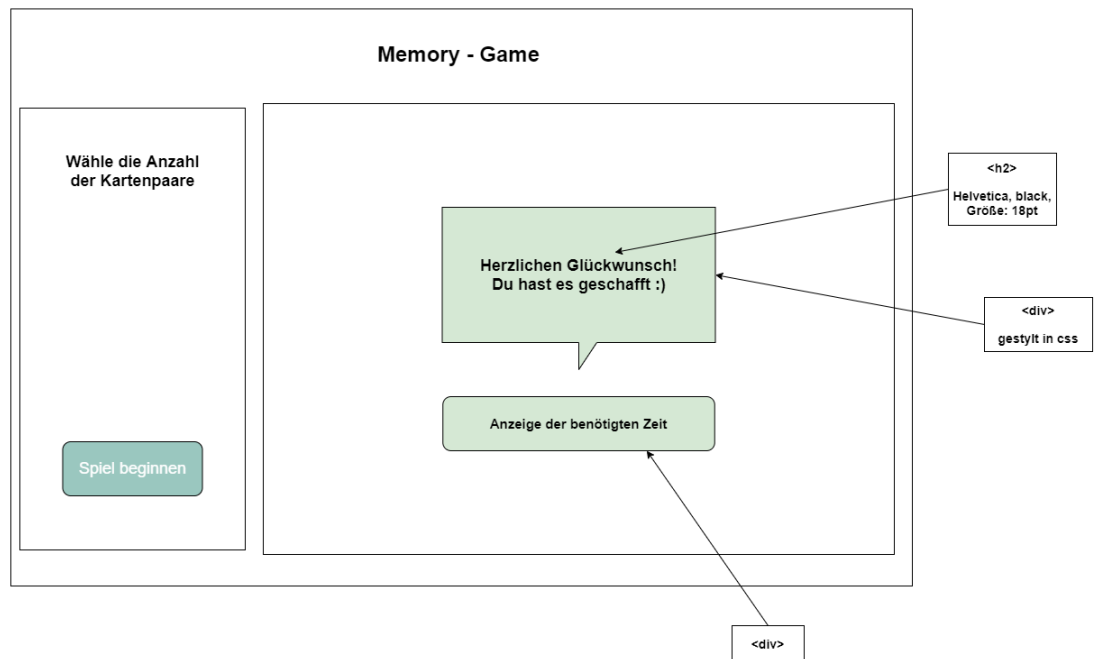 Memory - Game
Wähle die Anzahl
der Kartenpaare
Spiel beginnen
Herzlichen Glückwunsch!
Du hast es geschafft :)
Anzeige der benötigten Zeit
<h2>
Helvetica, black,
Größe: 18pt
<div>
gestylt in css
<div>